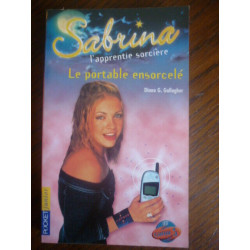 Sabrina
l'apprentie sorcière
Le portable ensorcelé
Diana G. Gallagher
POCKET